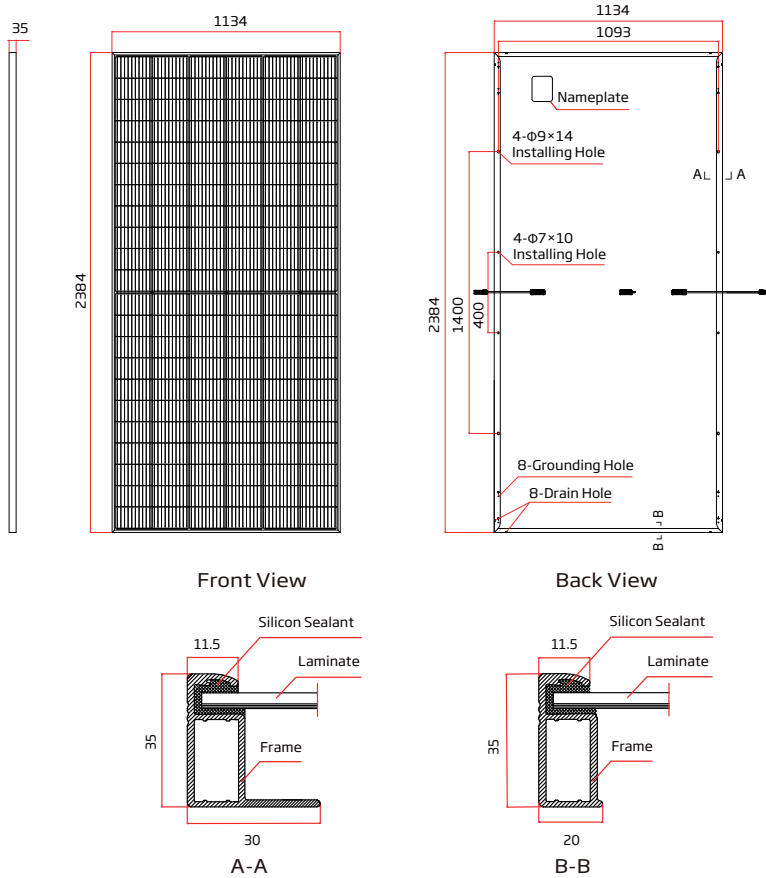 35
1134
2384
Front View
1134
1093
Nameplate
4-Φ9×14
Installing Hole
A
A
4-Φ7×10
Installing Hole
2384
1400
400
8-Grounding Hole
8-Drain Hole
B
B
Back View
Silicon Sealant
11.5
Laminate
35
Frame
30
A-A
Silicon Sealant
11.5
Laminate
35
Frame
20
B-B